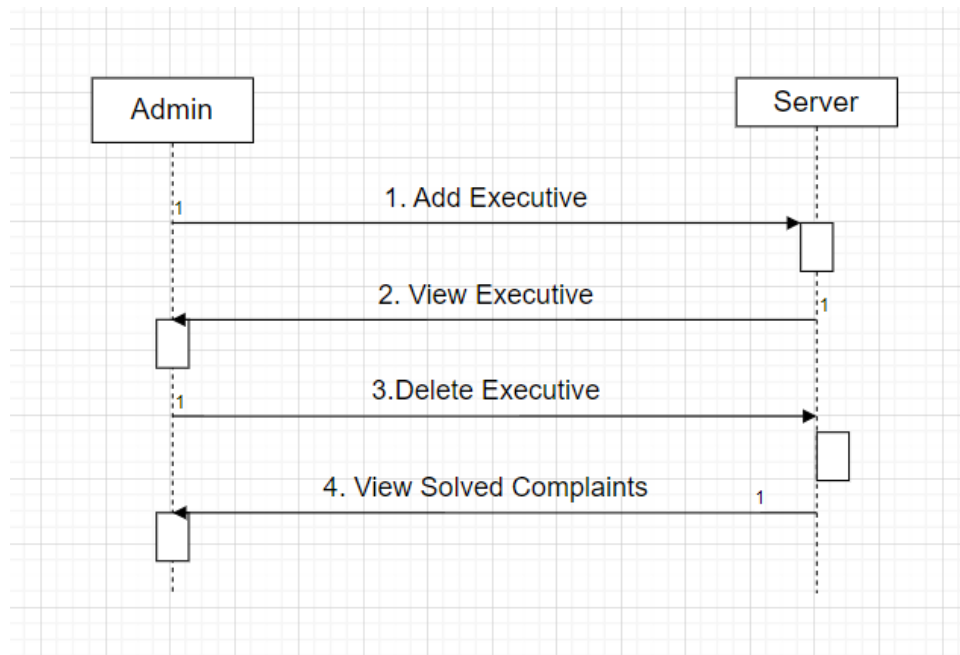 Admin
Server
1. Add Executive
1
2. View Executive
1
3.Delete Executive
1
4. View Solved Complaints
1